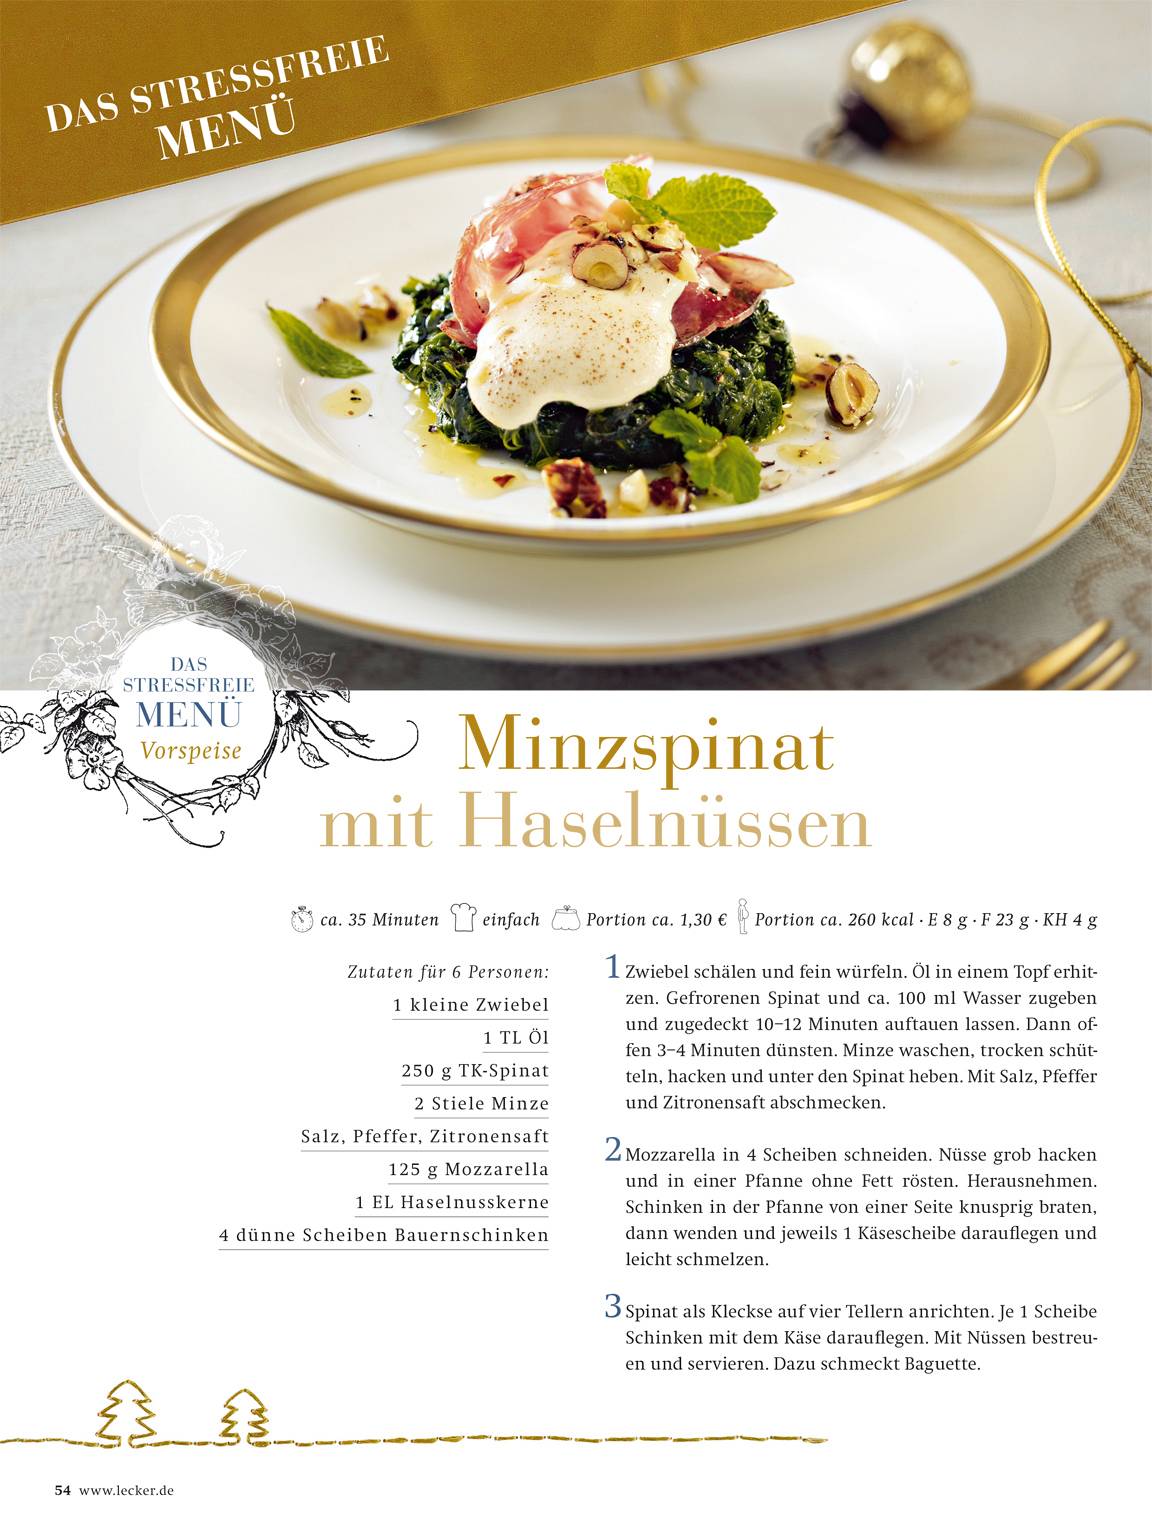 DAS STRESSFREIE
MENÜ
DAS
STRESSFREIE
MENÜ
Vorspeise
Minzspinat
mit Haselnüssen
ca. 35 Minuten einfach Portion ca. 1,30 € Portion ca. 260 kcal · E 8 g · F 23 g · KH 4 g
Zutaten für 6 Personen:
1 kleine Zwiebel
1 TL Öl
250 g TK-Spinat
2 Stiele Minze
Salz, Pfeffer, Zitronensaft
125 g Mozzarella
1 EL Haselnusskerne
4 dünne Scheiben Bauernschinken
1 Zwiebel schälen und fein würfeln. Öl in einem Topf erhit-
zen. Gefrorenen Spinat und ca. 100 ml Wasser zugeben
und zugedeckt 10–12 Minuten auftauen lassen. Dann of-
fen 3–4 Minuten dünsten. Minze waschen, trocken schüt-
teln, hacken und unter den Spinat heben. Mit Salz, Pfeffer
und Zitronensaft abschmecken.
2 Mozzarella in 4 Scheiben schneiden. Nüsse grob hacken
und in einer Pfanne ohne Fett rösten. Herausnehmen.
Schinken in der Pfanne von einer Seite knusprig braten,
dann wenden und jeweils 1 Käsescheibe darauflegen und
leicht schmelzen.
3 Spinat als Kleckse auf vier Tellern anrichten. Je 1 Scheibe
Schinken mit dem Käse darauflegen. Mit Nüssen bestreu-
en und servieren. Dazu schmeckt Baguette.
54 www.lecker.de